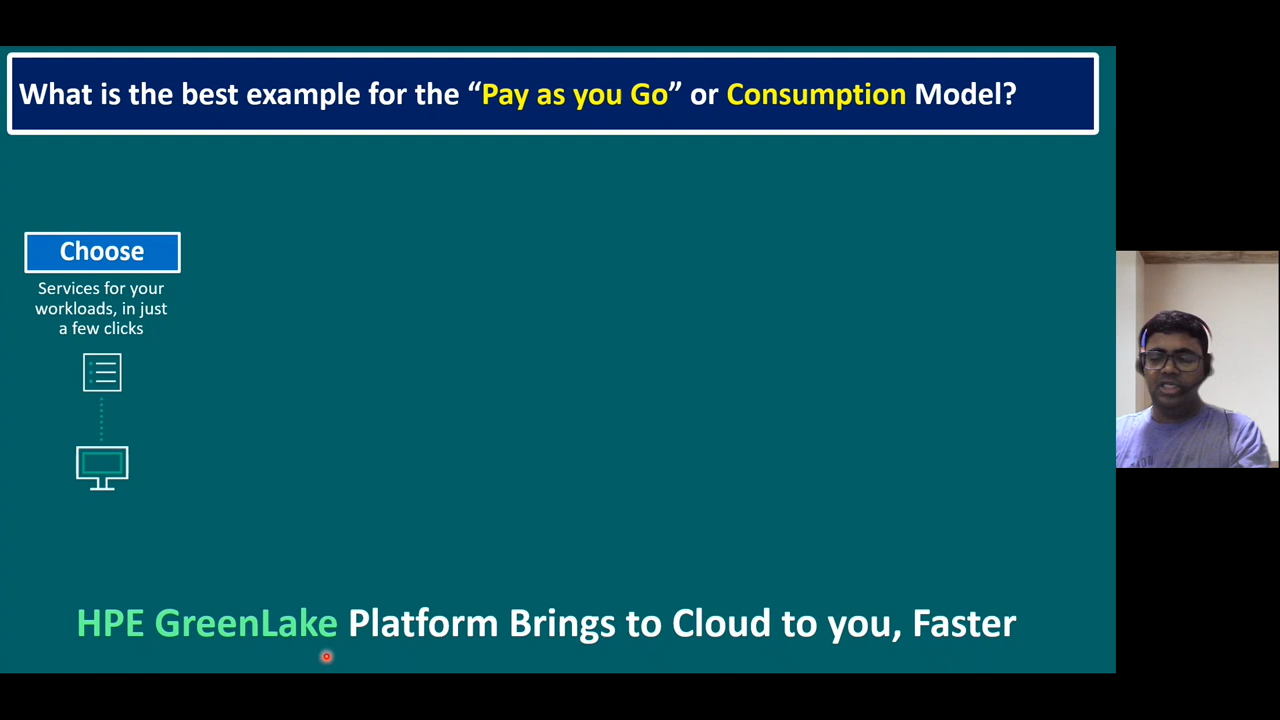 What is the best example for the “Pay as you Go” or Consumption Model?
Choose
Services for your
workloads, in just
a few clicks
HPE GreenLake Platform Brings to Cloud to you, Faster